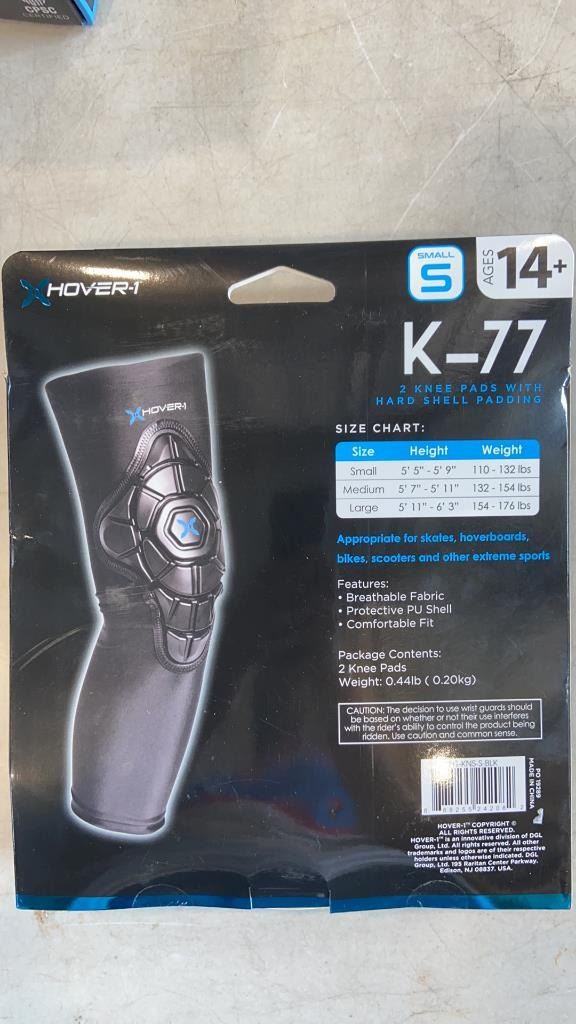 CPSC
CERTIFIED
HOVER-1
SMALL
S
AGES 14+
K-77
2 KNEE PADS WITH
HARD SHELL PADDING
HOVER-1
SIZE CHART:
Size Height Weight
Small 5' 5" - 5' 9" 110 - 132 lbs
Medium 5' 7" - 5' 11" 132 - 154 lbs
Large 5' 11" - 6' 3" 154 - 176 lbs
Appropriate for skates, hoverboards,
bikes, scooters and other extreme sports
Features:
• Breathable Fabric
• Protective PU Shell
• Comfortable Fit
Package Contents:
2 Knee Pads
Weight: 0.44lb ( 0.20kg)
CAUTION: The decision to use wrist guards should
be based on whether or not their use interferes
with the rider's ability to control the product being
ridden. Use caution and common sense.
-KNS-S-BLK
PO 19289
MADE IN CHINA
HOVER-1™ COPYRIGHT ©
ALL RIGHTS RESERVED.
HOVER-1™ is an innovative division of DGL
Group, Ltd. All rights reserved. All other
trademarks and logos are of their respective
holders unless otherwise indicated. DGL
Group, Ltd. 195 Raritan Center Parkway.
Edison, NJ 08837. USA.